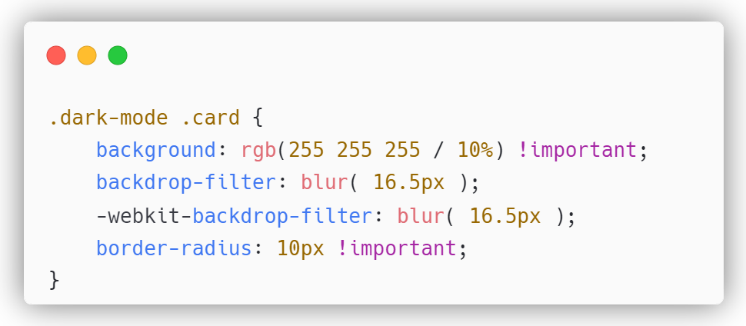 .dark-mode .card {
    background: rgb(255 255 255 / 10%) !important;
    backdrop-filter: blur( 16.5px );
    -webkit-backdrop-filter: blur( 16.5px );
    border-radius: 10px !important;
}